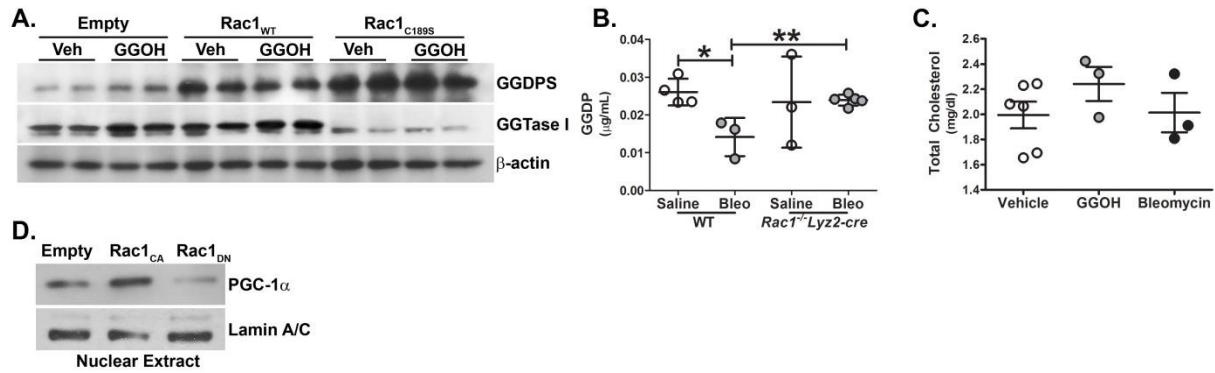 A.
Empty Rac1WT Rac1C189S
Veh GGOH Veh GGOH Veh GGOH
GGDPS
GGTase I
β-actin
B.
* **
GGDP
(μg/mL)
0.04
0.03
0.02
0.01
0.00
Saline Bleo Saline Bleo
WT Rac1-/-Lyz2-cre
C.
Total Cholesterol
(mg/dl)
2.6
2.4
2.2
2.0
1.8
1.6
1.4
Vehicle GGOH Bleomycin
D.
Empty Rac1CA Rac1DN
PGC-1α
Lamin A/C
Nuclear Extract